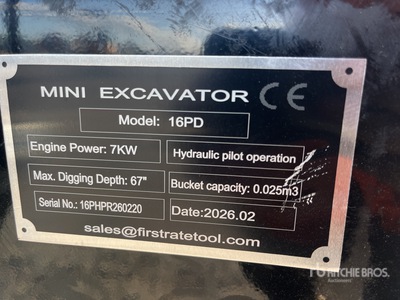 MINI EXCAVATOR CE
Model: 16PD
Engine Power: 7KW Hydraulic pilot operation
Max. Digging Depth: 67" Bucket capacity: 0.025m3
Serial No.: 16PHPR260220 Date:2026.02
sales@firstratetool.com
RITCHIE BROS.
Auctioneers